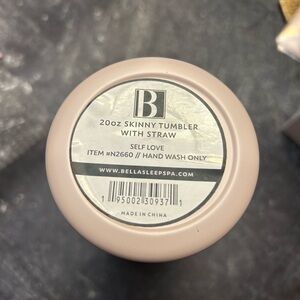 B
20oz SKINNY TUMBLER
WITH STRAW
SELF LOVE
ITEM #N2660 // HAND WASH ONLY
WWW.BELLASLEEPSPA.COM
1 95002 30937 1
MADE IN CHINA